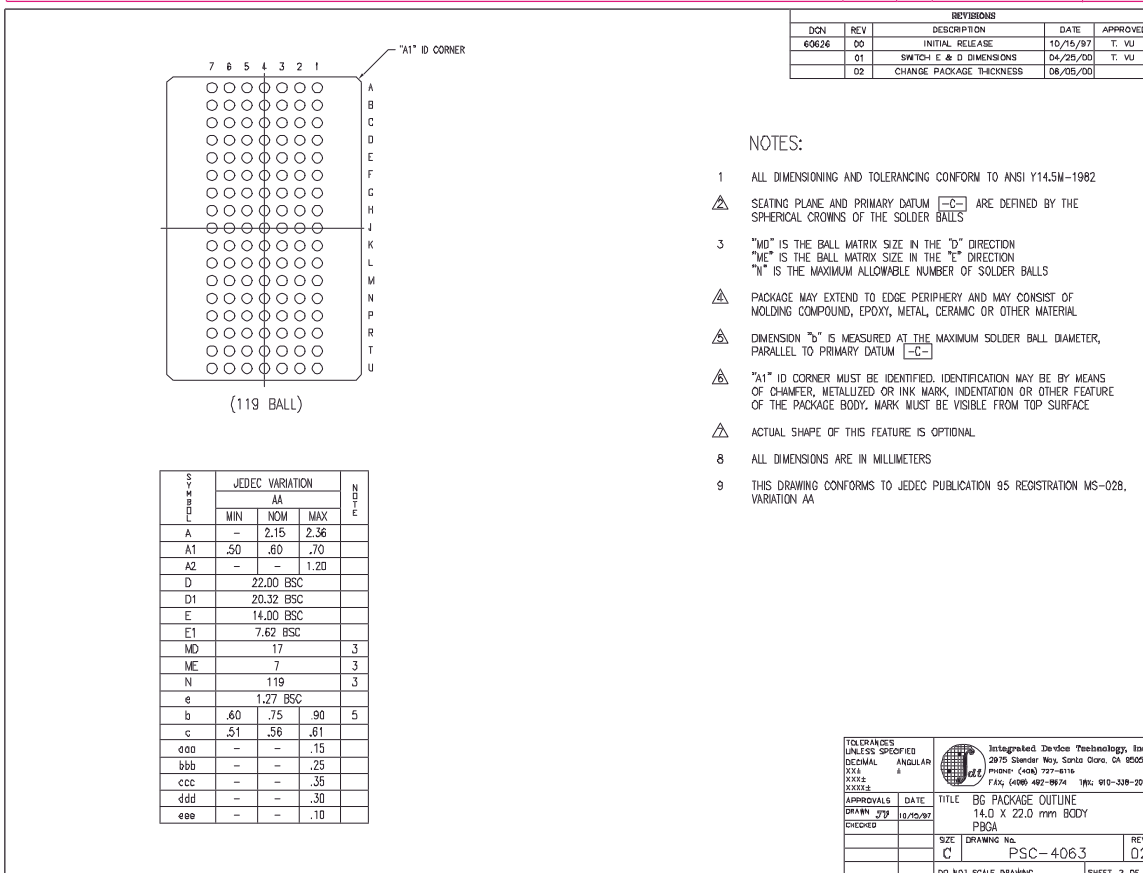 REVISIONS
DCN REV DESCRIPTION DATE APPROVED
60626 00 INITIAL RELEASE 10/15/97 T. VU
01 SWITCH E & D DIMENSIONS 04/25/00 T. VU
02 CHANGE PACKAGE THICKNESS 08/05/00
"A1" ID CORNER
7 6 5 4 3 2 1
A
B
C
D
E
F
G
H
J
K
L
M
N
P
R
T
U
(119 BALL)
NOTES:
1 ALL DIMENSIONING AND TOLERANCING CONFORM TO ANSI Y14.5M-1982
2 SEATING PLANE AND PRIMARY DATUM -C- ARE DEFINED BY THE
SPHERICAL CROWNS OF THE SOLDER BALLS
3 "MD" IS THE BALL MATRIX SIZE IN THE "D" DIRECTION
"ME" IS THE BALL MATRIX SIZE IN THE "E" DIRECTION
"N" IS THE MAXIMUM ALLOWABLE NUMBER OF SOLDER BALLS
4 PACKAGE MAY EXTEND TO EDGE PERIPHERY AND MAY CONSIST OF
MOLDING COMPOUND, EPOXY, METAL, CERAMIC OR OTHER MATERIAL
5 DIMENSION "b" IS MEASURED AT THE MAXIMUM SOLDER BALL DIAMETER,
PARALLEL TO PRIMARY DATUM -C-
6 "A1" ID CORNER MUST BE IDENTIFIED. IDENTIFICATION MAY BE BY MEANS
OF CHAMFER, METALLIZED OR INK MARK, INDENTATION OR OTHER FEATURE
OF THE PACKAGE BODY. MARK MUST BE VISIBLE FROM TOP SURFACE
7 ACTUAL SHAPE OF THIS FEATURE IS OPTIONAL
8 ALL DIMENSIONS ARE IN MILLIMETERS
9 THIS DRAWING CONFORMS TO JEDEC PUBLICATION 95 REGISTRATION MS-028,
VARIATION AA
SYMBOL JEDEC VARIATION NOTE
AA
MIN NOM MAX
A – 2.15 2.36
A1 .50 .60 .70
A2 – – 1.20
D 22.00 BSC
D1 20.32 BSC
E 14.00 BSC
E1 7.62 BSC
MD 17 3
ME 7 3
N 119 3
e 1.27 BSC
b .60 .75 .90 5
c .51 .56 .61
aaa – – .15
bbb – – .25
ccc – – .35
ddd – – .30
eee – – .10
TOLERANCES
UNLESS SPECIFIED
DECIMAL ANGULAR
XX± ±
XXX±
XXXX±
idt
Integrated Device Technology, Inc
2975 Stender Way, Santa Clara, CA 9505
PHONE: (408) 727-6116
FAX: (408) 492-8674 TWX: 910-338-20
APPROVALS DATE
DRAWN TV 10/15/97
CHECKED
TITLE BG PACKAGE OUTLINE
14.0 X 22.0 mm BODY
PBGA
SIZE DRAWING No. REV
C PSC-4063 02
DO NOT SCALE DRAWING SHEET 2 OF